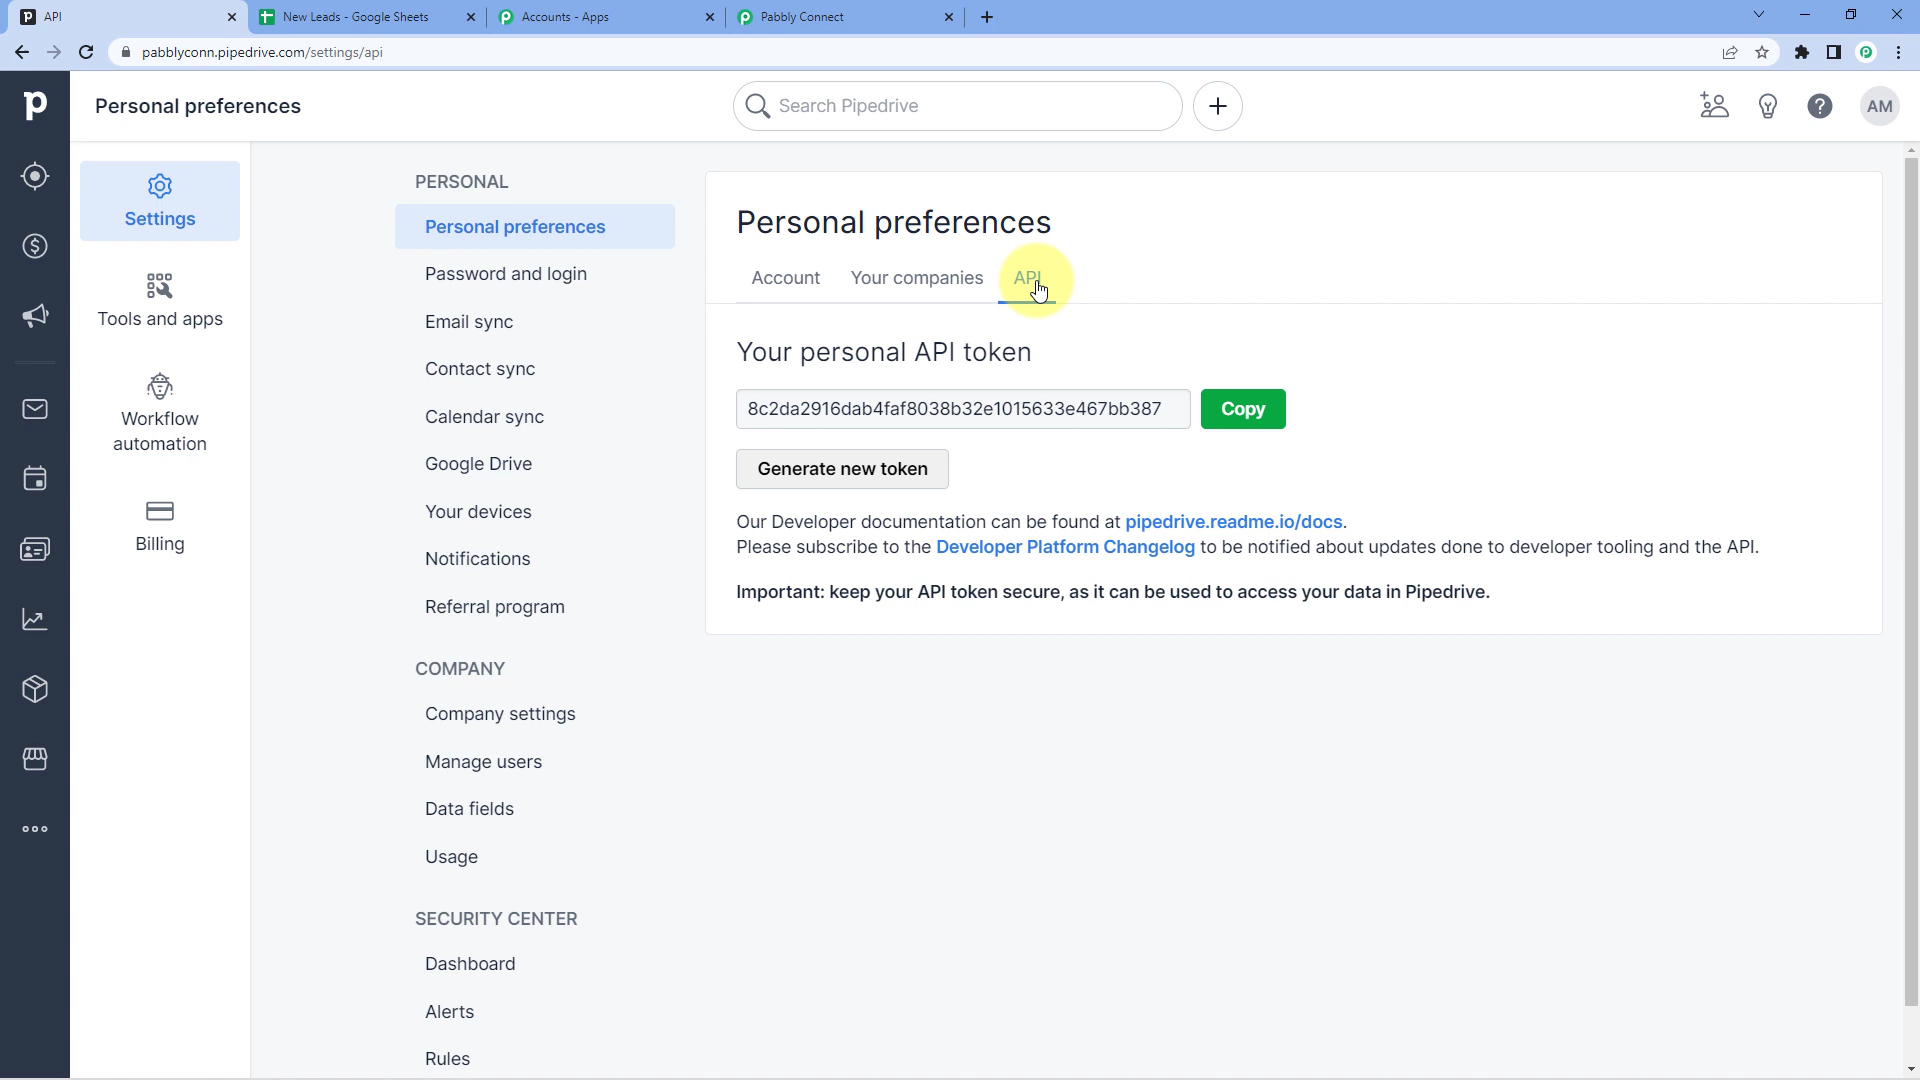 API
New Leads - Google Sheets
Accounts - Apps
Pabbly Connect
pabblyconn.pipedrive.com/settings/api
Personal preferences
Search Pipedrive
AM
Settings
Tools and apps
Workflow
automation
Billing
PERSONAL
Personal preferences
Password and login
Email sync
Contact sync
Calendar sync
Google Drive
Your devices
Notifications
Referral program
COMPANY
Company settings
Manage users
Data fields
Usage
SECURITY CENTER
Dashboard
Alerts
Rules
Personal preferences
Account
Your companies
API
Your personal API token
8c2da2916dab4faf8038b32e1015633e467bb387
Copy
Generate new token
Our Developer documentation can be found at pipedrive.readme.io/docs.
Please subscribe to the Developer Platform Changelog to be notified about updates done to developer tooling and the API.
Important: keep your API token secure, as it can be used to access your data in Pipedrive.